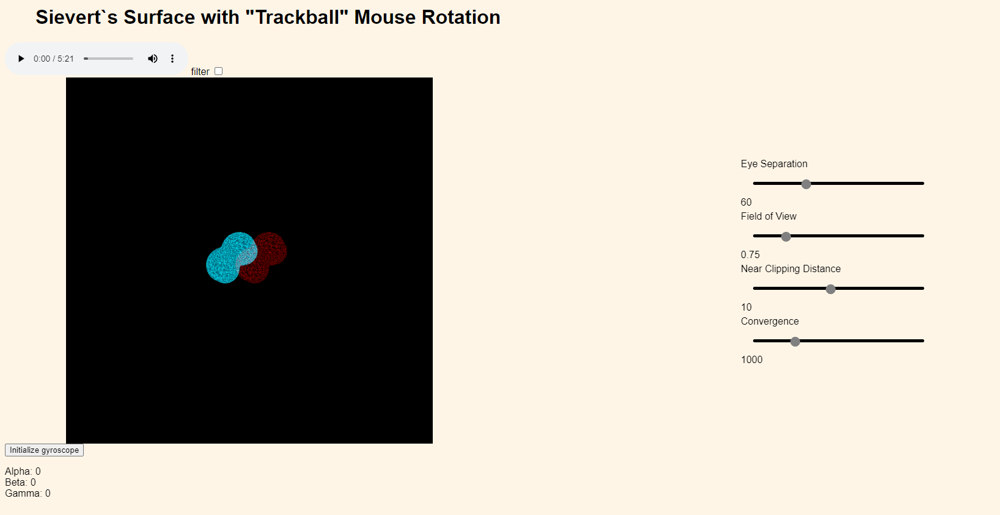 Sievert`s Surface with "Trackball" Mouse Rotation
0:00 / 5:21
filter
Eye Separation
60
Field of View
0.75
Near Clipping Distance
10
Convergence
1000
Initialize gyroscope
Alpha: 0
Beta: 0
Gamma: 0